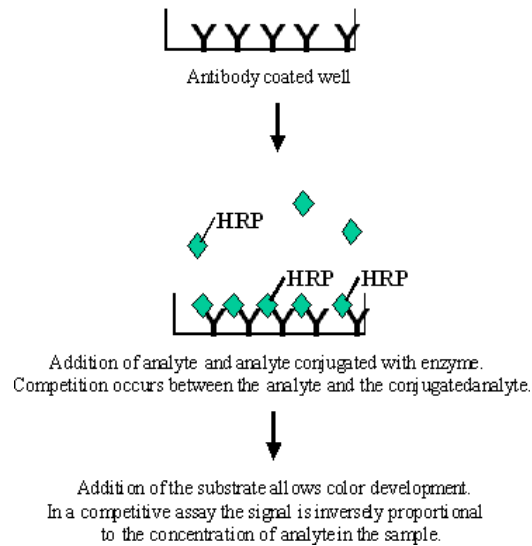 Antibody coated well
HRP
HRP
HRP
Addition of analyte and analyte conjugated with enzyme.
Competition occurs between the analyte and the conjugatedanalyte.
Addition of the substrate allows color development.
In a competitive assay the signal is inversely proportional
to the concentration of analyte in the sample.